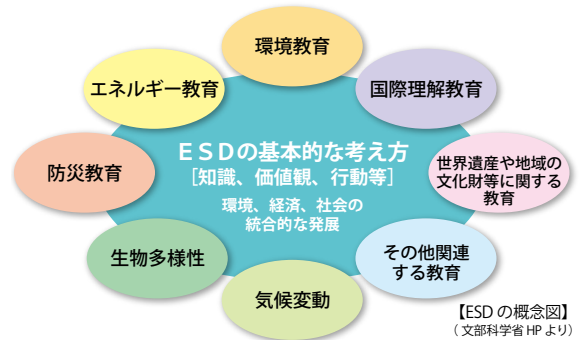 環境教育
エネルギー教育
国際理解教育
ＥＳＤの基本的な考え方
［知識、価値観、行動等］
環境、経済、社会の
統合的な発展
防災教育
世界遺産や地域の
文化財等に関する
教育
生物多様性
その他関連
する教育
気候変動
【ESD の概念図】
（文部科学省 HP より）